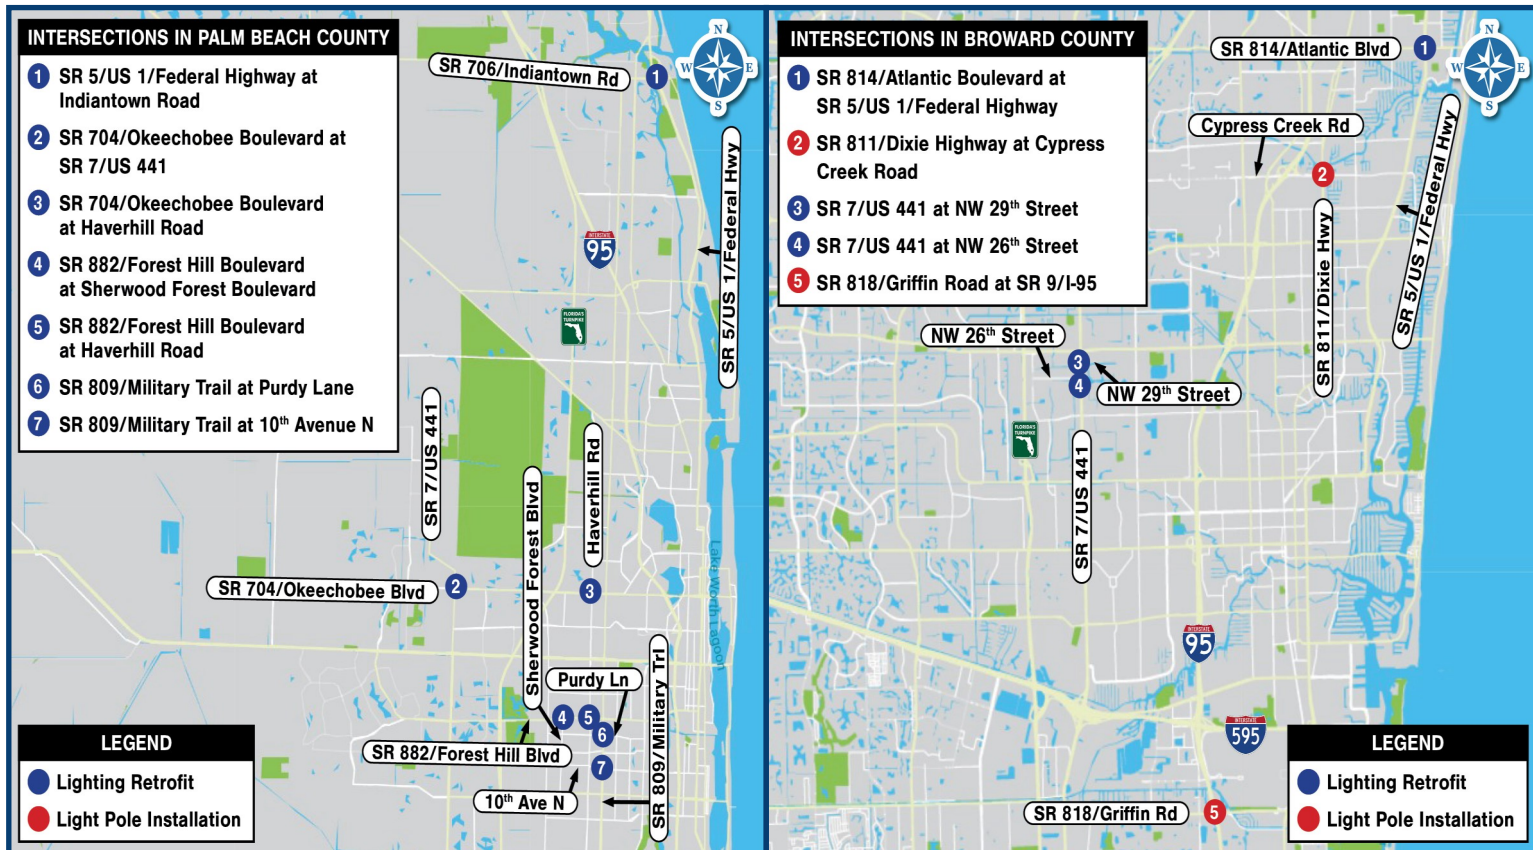 INTERSECTIONS IN PALM BEACH COUNTY
1 SR 5/US 1/Federal Highway at
Indiantown Road
2 SR 704/Okeechobee Boulevard at
SR 7/US 441
3 SR 704/Okeechobee Boulevard
at Haverhill Road
4 SR 882/Forest Hill Boulevard
at Sherwood Forest Boulevard
5 SR 882/Forest Hill Boulevard
at Haverhill Road
6 SR 809/Military Trail at Purdy Lane
7 SR 809/Military Trail at 10th Avenue N
SR 706/Indiantown Rd
1
N
W E
S
SR 5/US 1/Federal Hwy
INTERSTATE
95
FLORIDA'S
TURNPIKE
SR 7/US 441
Sherwood Forest Blvd
Haverhill Rd
SR 704/Okeechobee Blvd
2
3
Lake Worth Lagoon
SR 809/Military Trl
Purdy Ln
4
5
6
SR 882/Forest Hill Blvd
7
10th Ave N
LEGEND
Lighting Retrofit
Light Pole Installation
INTERSECTIONS IN BROWARD COUNTY
1 SR 814/Atlantic Boulevard at
SR 5/US 1/Federal Highway
2 SR 811/Dixie Highway at Cypress
Creek Road
3 SR 7/US 441 at NW 29th Street
4 SR 7/US 441 at NW 26th Street
5 SR 818/Griffin Road at SR 9/I-95
SR 814/Atlantic Blvd
1
N
W E
S
Cypress Creek Rd
2
SR 5/US 1/Federal Hwy
SR 811/Dixie Hwy
NW 26th Street
3
4
NW 29th Street
FLORIDA'S
TURNPIKE
SR 7/US 441
INTERSTATE
95
INTERSTATE
595
SR 818/Griffin Rd
5
LEGEND
Lighting Retrofit
Light Pole Installation